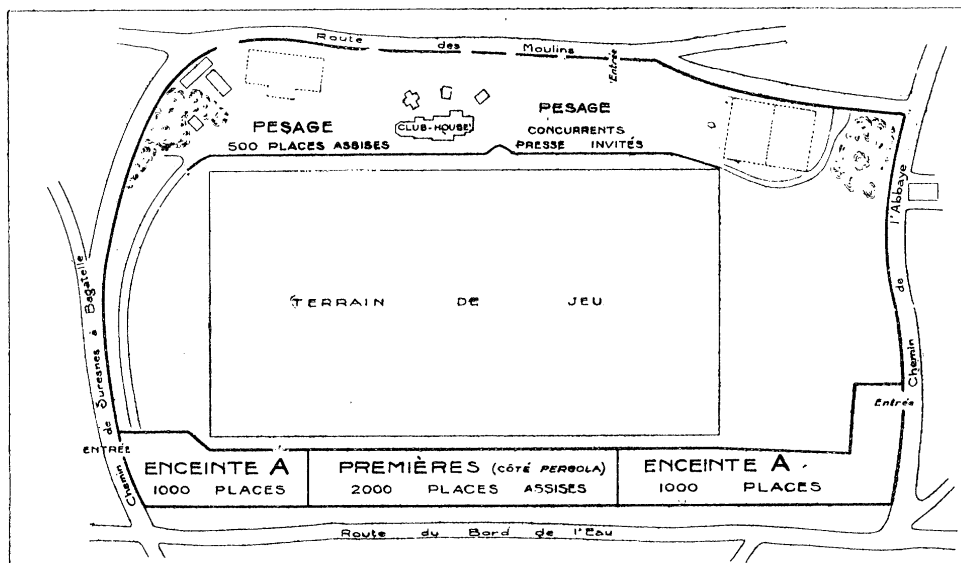 Route des Moulins
Entrée
PESAGE
500 PLACES ASSISES
CLUB-HOUSE
PESAGE
CONCURRENTS
PRESSE INVITÉS
Chemin de l'Abbaye
Chemin de Suresnes à Bagatelle
TERRAIN DE JEU
Entrée
ENTRÉE
ENCEINTE A
1000 PLACES
PREMIÈRES (CÔTÉ PERGOLA)
2000 PLACES ASSISES
ENCEINTE A
1000 PLACES
Route du Bord de l'Eau